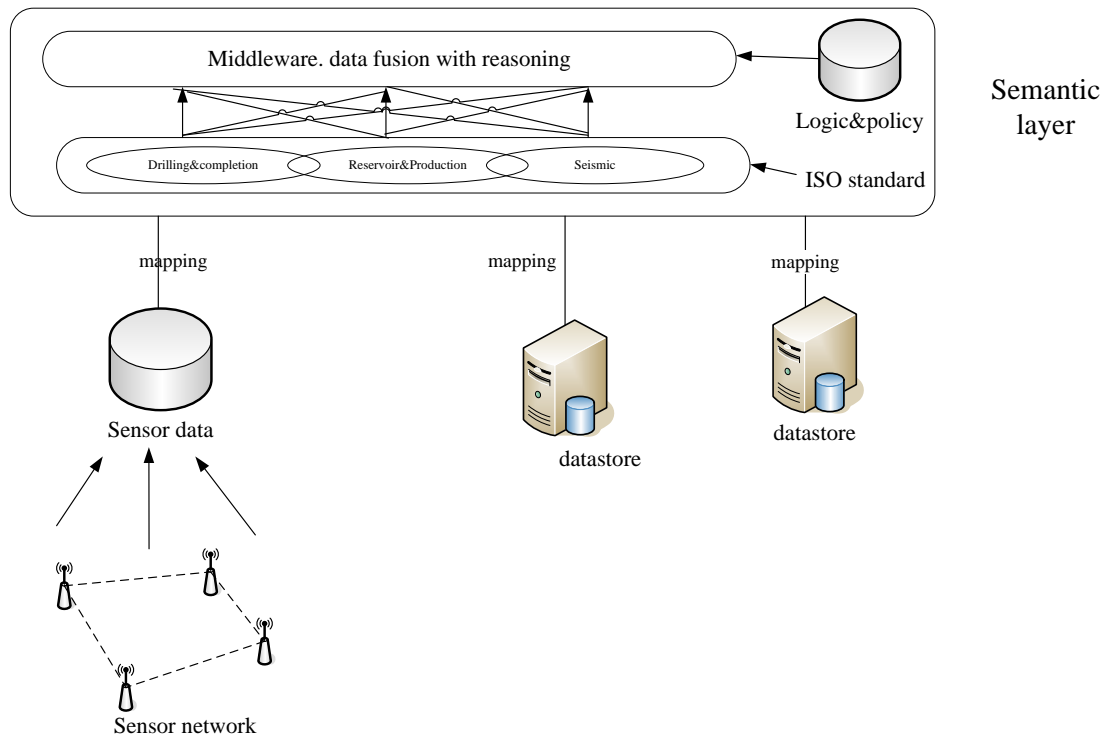 Middleware. data fusion with reasoning
Logic&policy
Semantic
layer
Drilling&completion
Reservoir&Production
Seismic
ISO standard
mapping
mapping
mapping
Sensor data
datastore
datastore
Sensor network